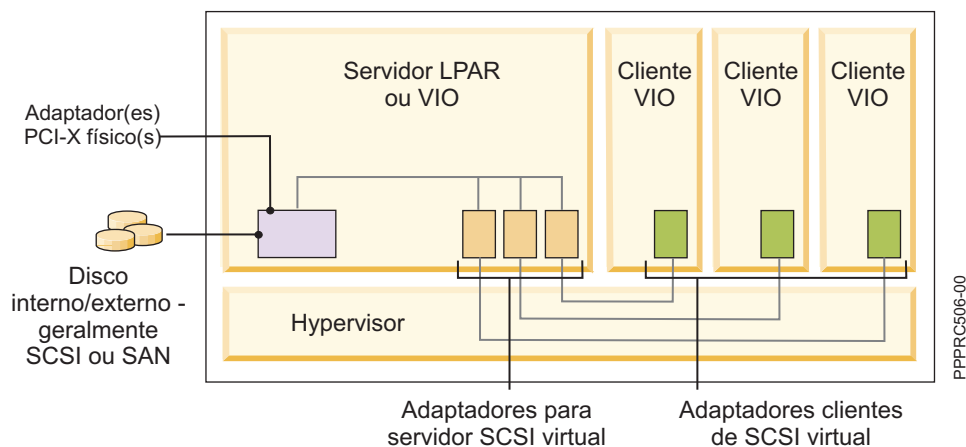 Servidor LPAR
ou VIO
Cliente
VIO
Cliente
VIO
Cliente
VIO
Adaptador(es)
PCI-X físico(s)
Disco
interno/externo -
geralmente
SCSI ou SAN
Hypervisor
Adaptadores para
servidor SCSI virtual
Adaptadores clientes
de SCSI virtual
PPPRC506-00